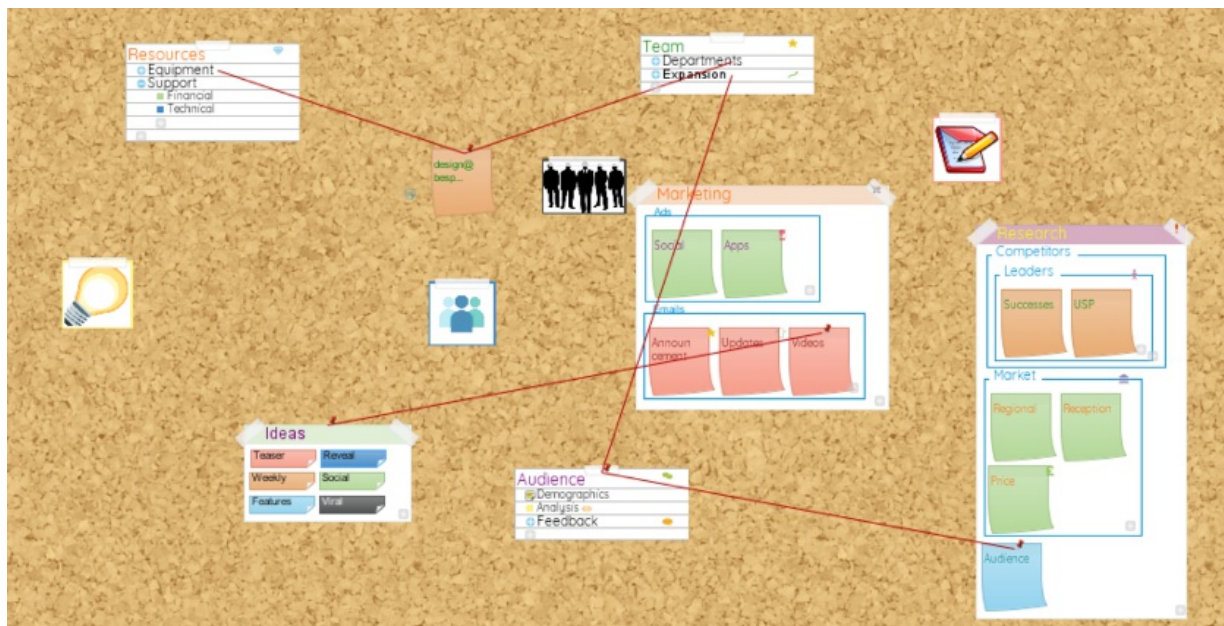 Resources
Equipment
Support
Financial
Technical
Team
Departments
Expansion
design@
besp...
Marketing
Ads
Social
Apps
Emails
Announ
cement
Updates
Videos
Research
Competitors
Leaders
Successes
USP
Market
Regional
Reception
Price
Audience
Ideas
Teaser
Reveal
Weekly
Social
Features
Viral
Audience
Demographics
Analysis
Feedback